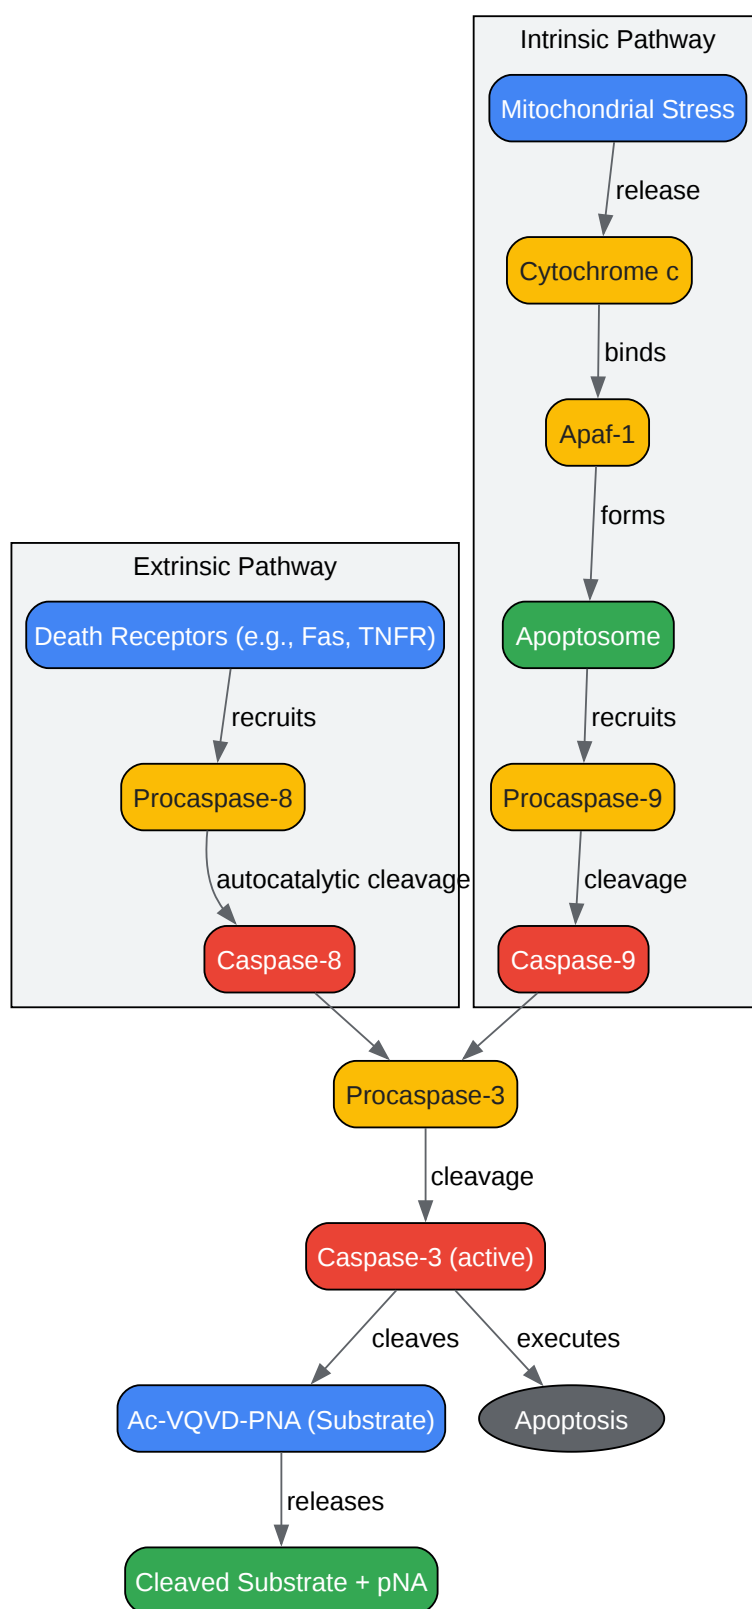 Intrinsic Pathway
Mitochondrial Stress
release
Cytochrome c
binds
Apaf-1
forms
Apoptosome
recruits
Procaspase-9
cleavage
Caspase-9
Extrinsic Pathway
Death Receptors (e.g., Fas, TNFR)
recruits
Procaspase-8
autocatalytic cleavage
Caspase-8
Procaspase-3
cleavage
Caspase-3 (active)
cleaves
executes
Ac-VQVD-PNA (Substrate)
Apoptosis
releases
Cleaved Substrate + pNA